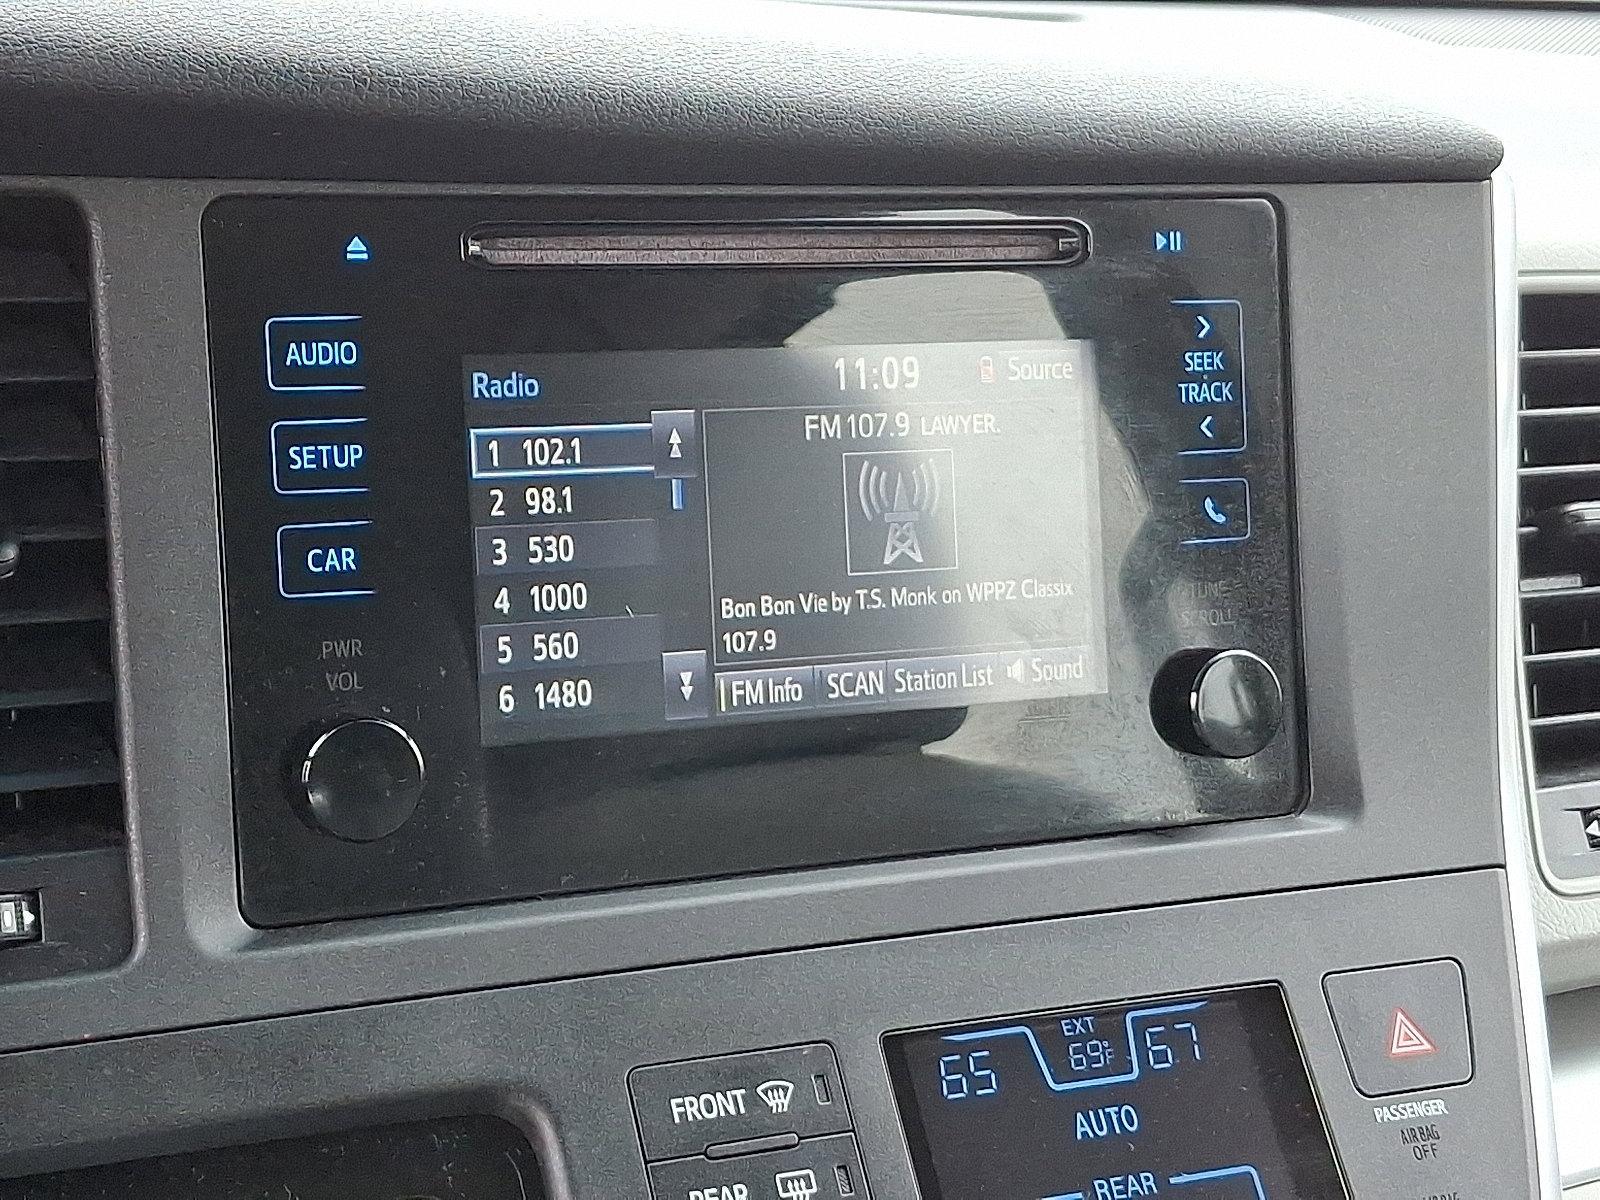 AUDIO
SETUP
CAR
PWR
VOL
Radio
11:09
Source
1 102.1
2 98.1
3 530
4 1000
5 560
6 1480
FM 107.9 LAWYER.
Bon Bon Vie by T.S. Monk on WPPZ Classix
107.9
FM Info
SCAN
Station List
Sound
>
SEEK
TRACK
<
TUNE
SCROLL
FRONT
REAR
65
EXT
69°F
67
AUTO
REAR
PASSENGER
AIR BAG
OFF